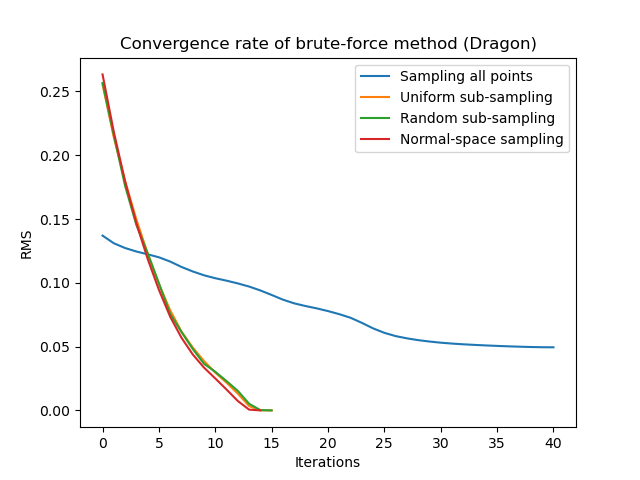 Convergence rate of brute-force method (Dragon)
Sampling all points
Uniform sub-sampling
Random sub-sampling
Normal-space sampling
RMS
0.25
0.20
0.15
0.10
0.05
0.00
0 5 10 15 20 25 30 35 40
Iterations